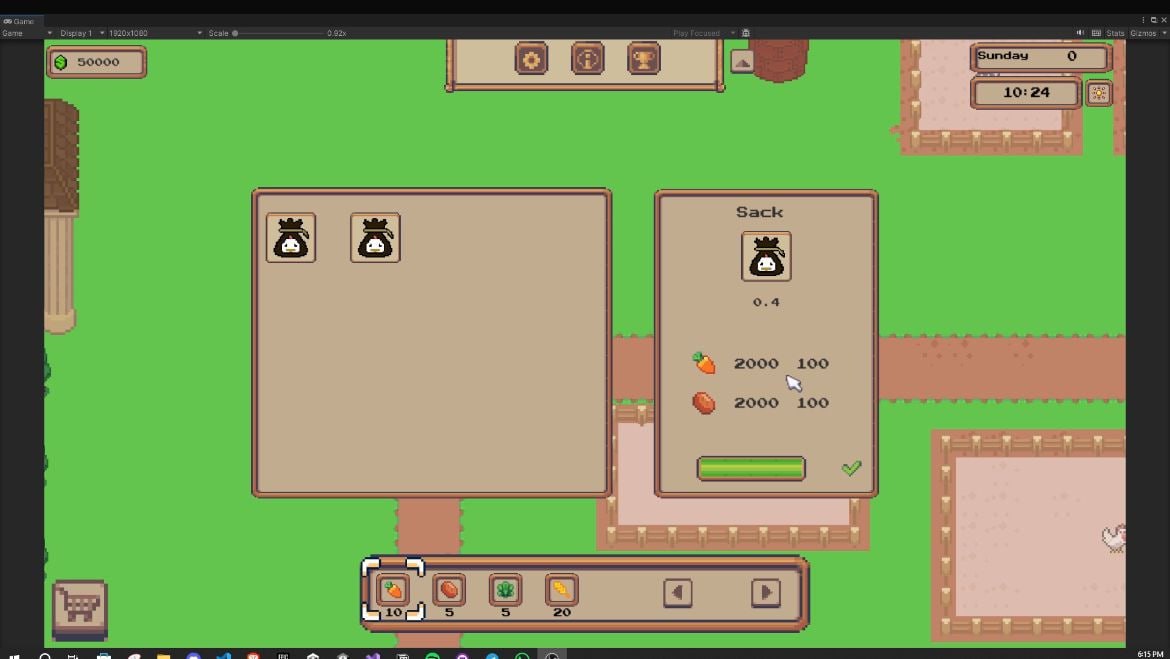 Game
Game Display 1 1920x1080 Scale 0.92x Play Focused Stats Gizmos
50000
Sunday 0
10:24
Sack
0.4
2000 100
2000 100
10 5 5 20
6:15 PM